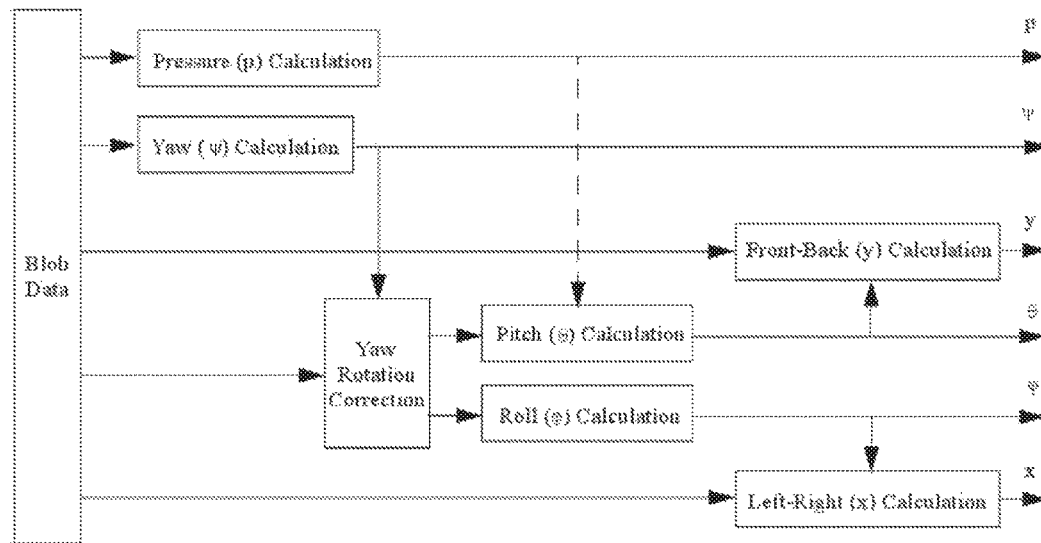 p
Pressure (p) Calculation
Ψ
Yaw ( ψ) Calculation
y
Front-Back (y) Calculation
Blob
Data
θ
Pitch (θ) Calculation
Yaw
Rotation
Correction
Roll (φ) Calculation
φ
x
Left-Right (x) Calculation